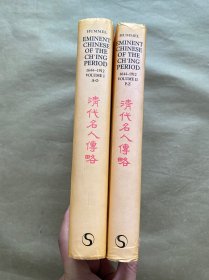 HUMMEL
EMINENT
CHINESE
OF THE
CH'ING
PERIOD
1644-1912
VOLUME I
A-O
清代名人傳略
S
HUMMEL
EMINENT
CHINESE
OF THE
CH'ING
PERIOD
1644-1912
VOLUME II
P-Z
清代名人傳略
S